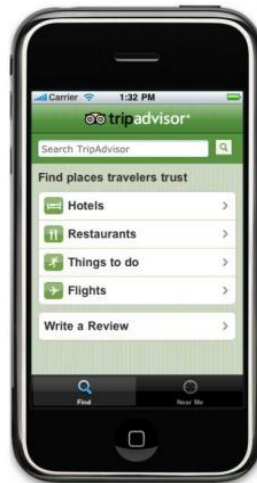 Carrier 1:32 PM
tripadvisor®
Search TripAdvisor
Find places travelers trust
Hotels
Restaurants
Things to do
Flights
Write a Review
Find Near Me